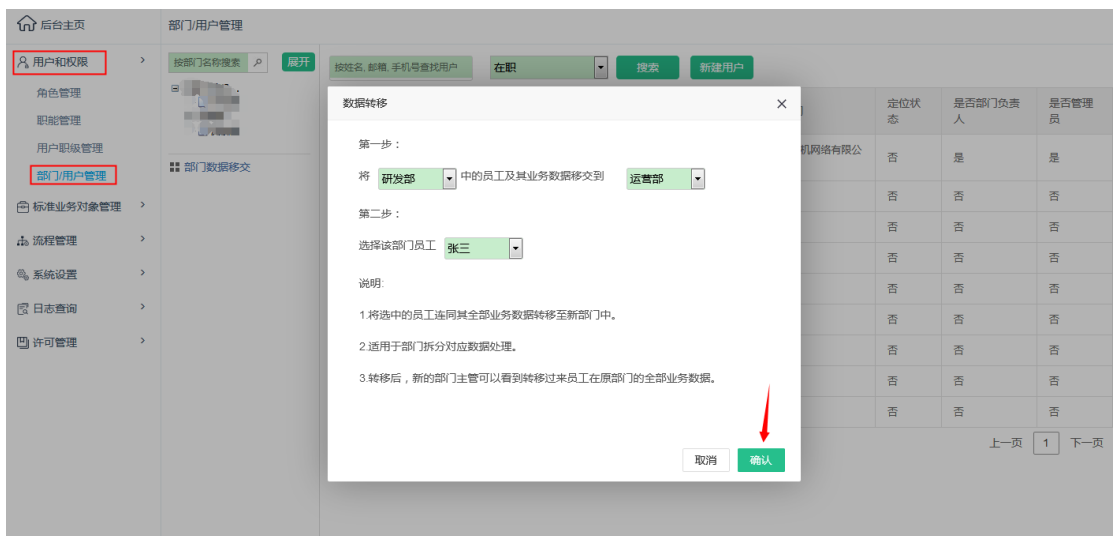 后台主页
部门/用户管理
用户和权限
角色管理
职能管理
用户职级管理
部门/用户管理
标准业务对象管理
流程管理
系统设置
日志查询
许可管理
按部门名称搜索
展开
部门数据移交
按姓名,邮箱,手机号查找用户
在职
搜索
新建用户
数据转移
第一步：
将 研发部 中的员工及其业务数据移交到 运营部
第二步：
选择该部门员工 张三
说明:
1.将选中的员工连同其全部业务数据转移至新部门中。
2.适用于部门拆分对应数据处理。
3.转移后，新的部门主管可以看到转移过来员工在原部门的全部业务数据。
取消 确认
定位状态
是否部门负责人
是否管理员
机网络有限公
否 是 是
否 否 否
否 否 否
否 否 否
否 否 否
否 否 否
否 否 否
否 否 否
否 否 否
上一页 1 下一页